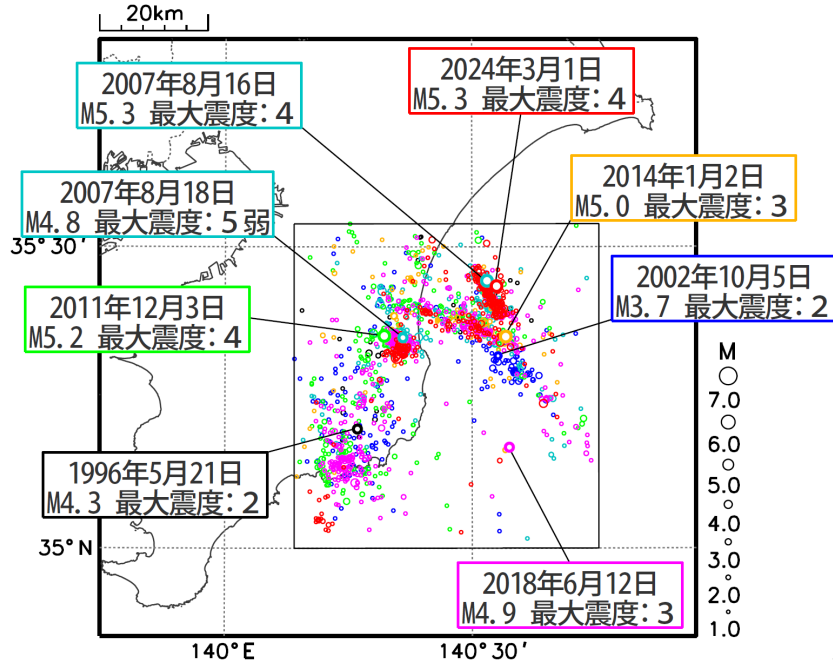 20km
2007年8月16日
M5.3 最大震度:4
2024年3月1日
M5.3 最大震度:4
2007年8月18日
M4.8 最大震度:5弱
2014年1月2日
M5.0 最大震度:3
35°30'
2002年10月5日
M3.7 最大震度:2
2011年12月3日
M5.2 最大震度:4
M
7.0
6.0
5.0
4.0
3.0
2.0
1.0
1996年5月21日
M4.3 最大震度:2
35°N
2018年6月12日
M4.9 最大震度:3
140°E
140°30'